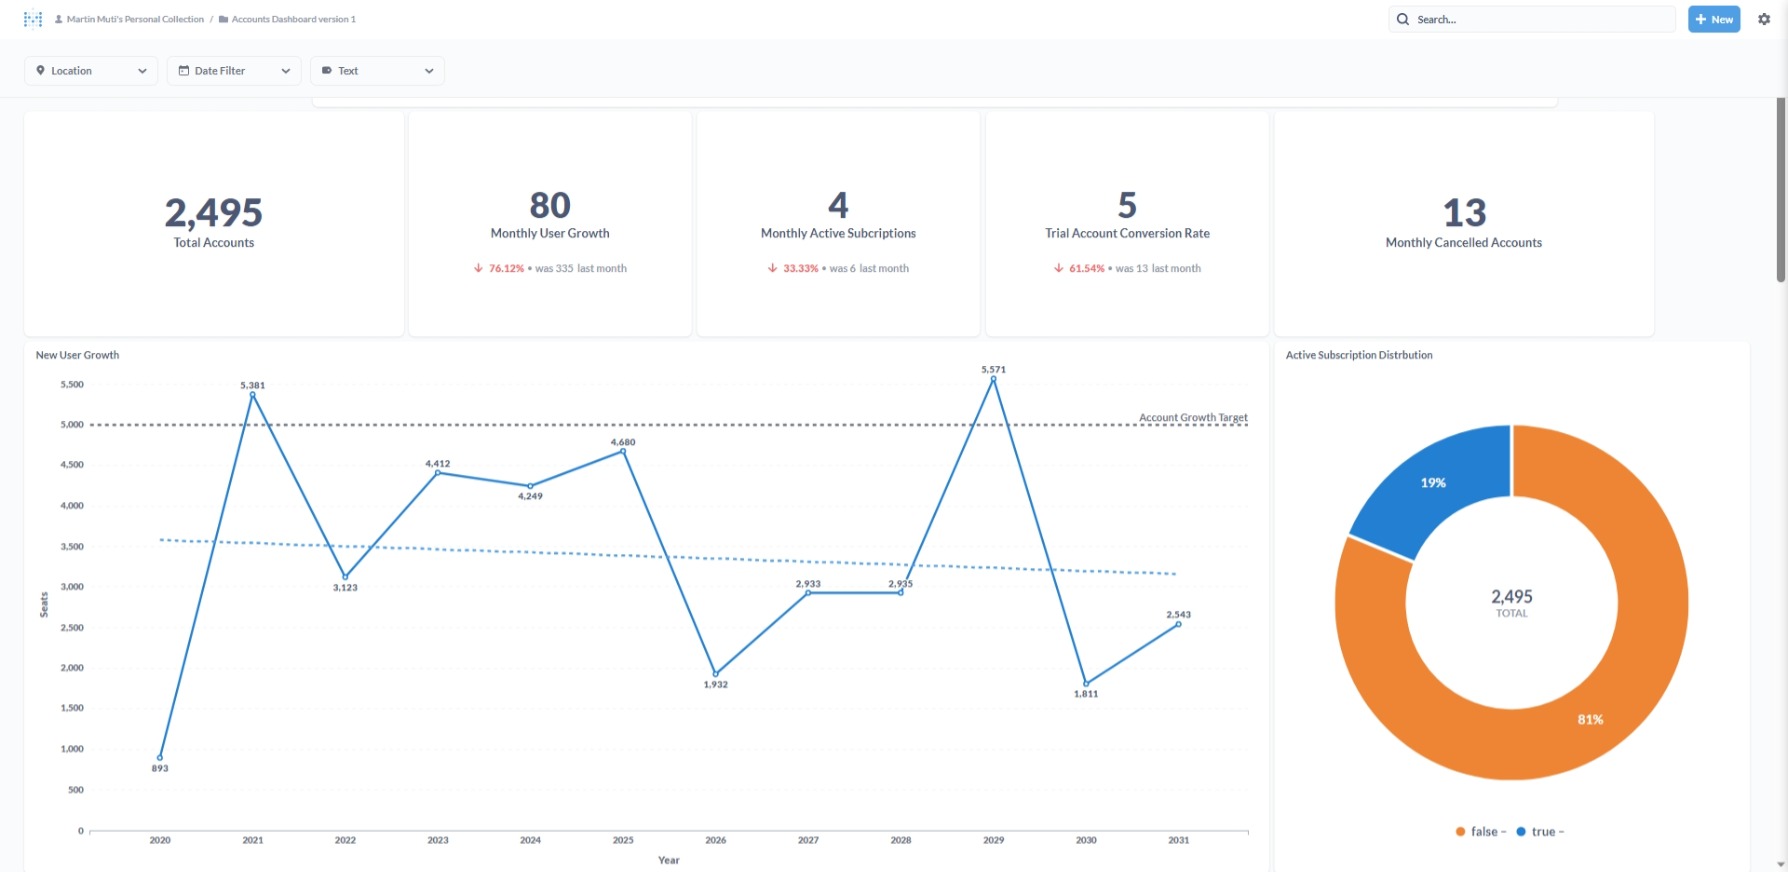 Martin Muti's Personal Collection / Accounts Dashboard version 1
Search...
New
Location
Date Filter
Text
2,495
Total Accounts
80
Monthly User Growth
76.12% • was 335 last month
4
Monthly Active Subcriptions
33.33% • was 6 last month
5
Trial Account Conversion Rate
61.54% • was 13 last month
13
Monthly Cancelled Accounts
New User Growth
Seats
5,500
5,000
4,500
4,000
3,500
3,000
2,500
2,000
1,500
1,000
500
0
893
5,381
3,123
4,412
4,249
4,680
1,932
2,933
2,935
5,571
1,811
2,543
Account Growth Target
2020 2021 2022 2023 2024 2025 2026 2027 2028 2029 2030 2031
Year
Active Subscription Distrbution
19%
2,495
TOTAL
81%
false –
true –